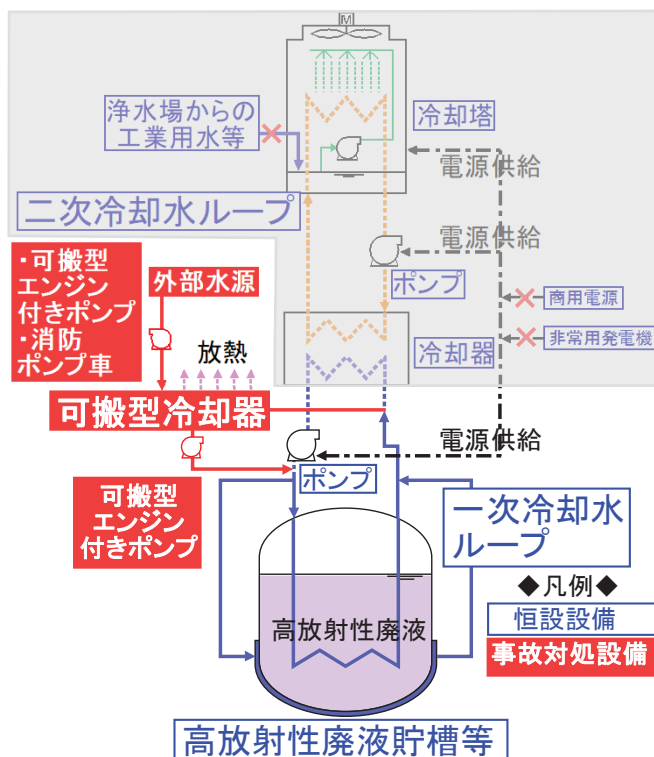 M
浄水場からの
工業用水等
冷却塔
電源供給
二次冷却水ループ
電源供給
・可搬型
エンジン
付きポンプ
・消防
ポンプ車
外部水源
ポンプ
商用電源
放熱
冷却器
非常用発電機
可搬型冷却器
電源供給
ポンプ
可搬型
エンジン
付きポンプ
一次冷却水
ループ
◆凡例◆
恒設設備
事故対処設備
高放射性廃液
高放射性廃液貯槽等